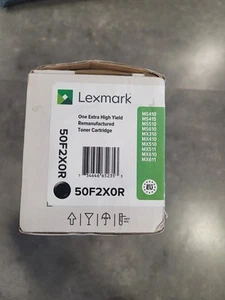 Lexmark
One Extra High Yield
Remanufactured
Toner Cartridge
MS410
MS415
MS510
MS610
MX310
MX410
MX510
MX511
MX610
MX611
50F2X0R
50F2X0R
EU